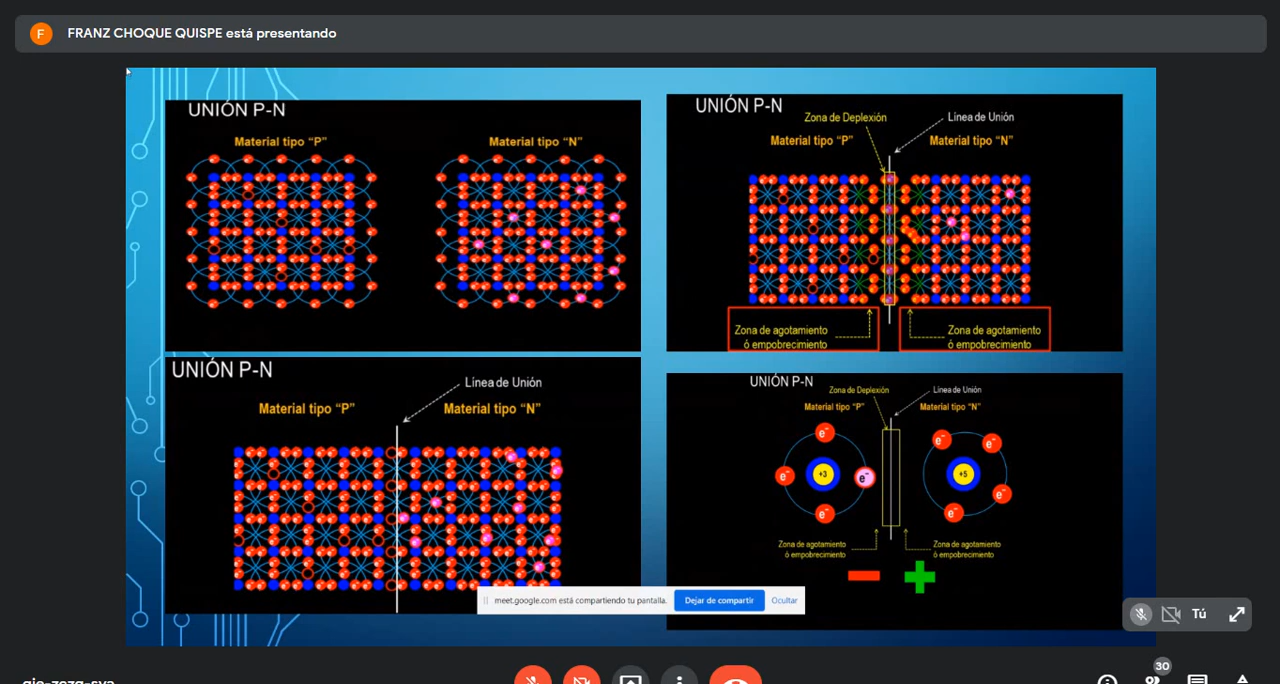 F
FRANZ CHOQUE QUISPE está presentando
UNIÓN P-N
Material tipo “P”
Material tipo “N”
UNIÓN P-N
Zona de Deplexión
Línea de Unión
Material tipo “P”
Material tipo “N”
Zona de agotamiento
ó empobrecimiento
Zona de agotamiento
ó empobrecimiento
UNIÓN P-N
Línea de Unión
Material tipo “P”
Material tipo “N”
UNIÓN P-N
Zona de Deplexión
Línea de Unión
Material tipo “P”
Material tipo “N”
e-
e-
e-
e-
+3
+5
e-
e-
e-
e-
Zona de agotamiento
ó empobrecimiento
Zona de agotamiento
ó empobrecimiento
meet.google.com está compartiendo tu pantalla.
Dejar de compartir
Ocultar
Tú
30